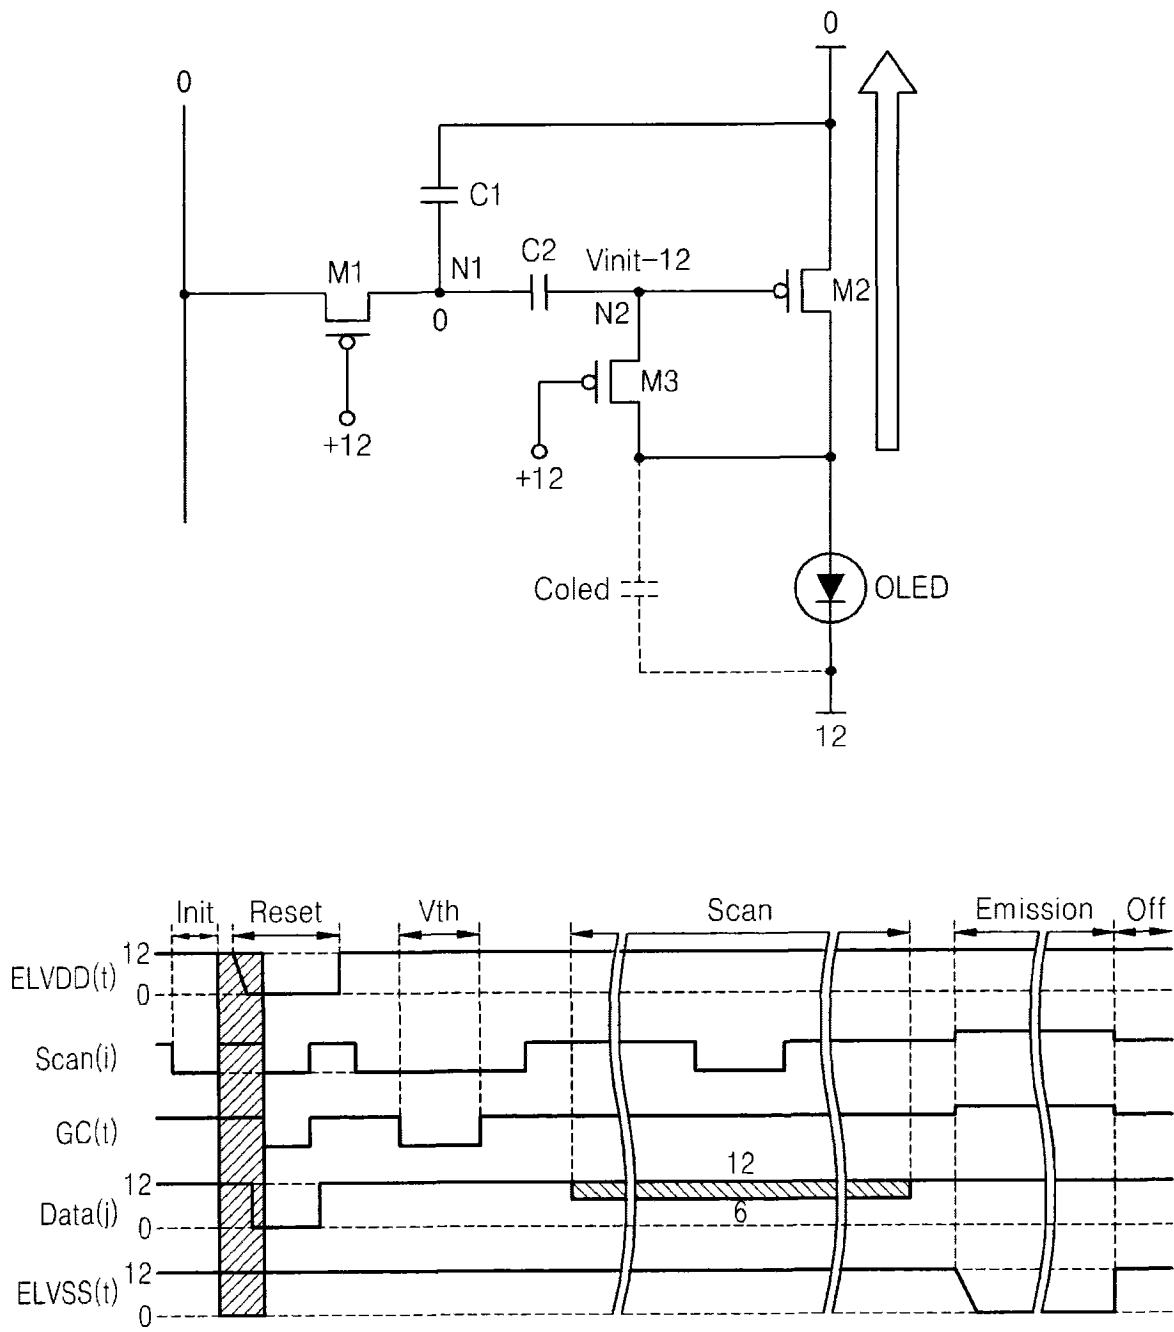 0
0
C1
C2
Vinit-12
M1
N1
M2
0
N2
M3
+12
+12
Coled
OLED
12
Init
Reset
Vth
Scan
Emission
Off
12
ELVDD(t)
0
Scan(i)
GC(t)
12
12
Data(j)
6
0
12
ELVSS(t)
0